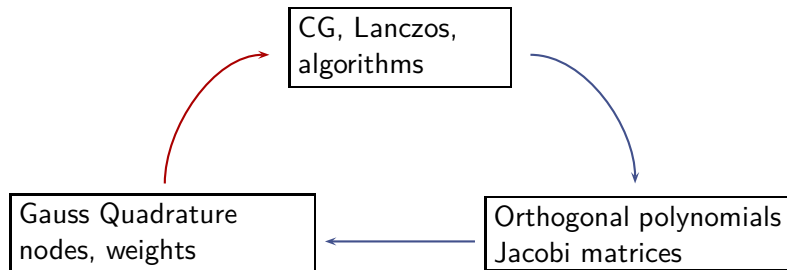 CG, Lanczos,
algorithms
Gauss Quadrature
nodes, weights
Orthogonal polynomials
Jacobi matrices